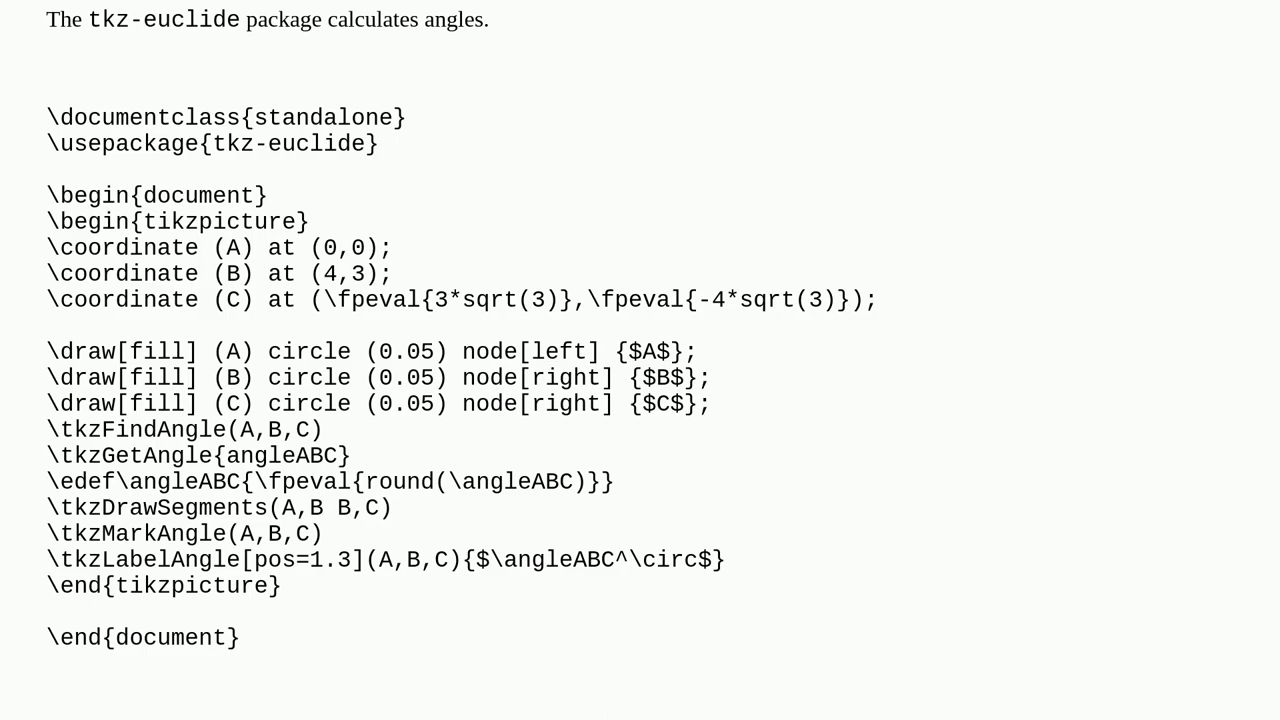 The tkz-euclide package calculates angles.
\documentclass{standalone}
\usepackage{tkz-euclide}
\begin{document}
\begin{tikzpicture}
\coordinate (A) at (0,0);
\coordinate (B) at (4,3);
\coordinate (C) at (\fpeval{3*sqrt(3)},\fpeval{-4*sqrt(3)});
\draw[fill] (A) circle (0.05) node[left] {$A$};
\draw[fill] (B) circle (0.05) node[right] {$B$};
\draw[fill] (C) circle (0.05) node[right] {$C$};
\tkzFindAngle(A,B,C)
\tkzGetAngle{angleABC}
\edef\angleABC{\fpeval{round(\angleABC)}}
\tkzDrawSegments(A,B B,C)
\tkzMarkAngle(A,B,C)
\tkzLabelAngle[pos=1.3](A,B,C){$\angleABC^\circ$}
\end{tikzpicture}
\end{document}